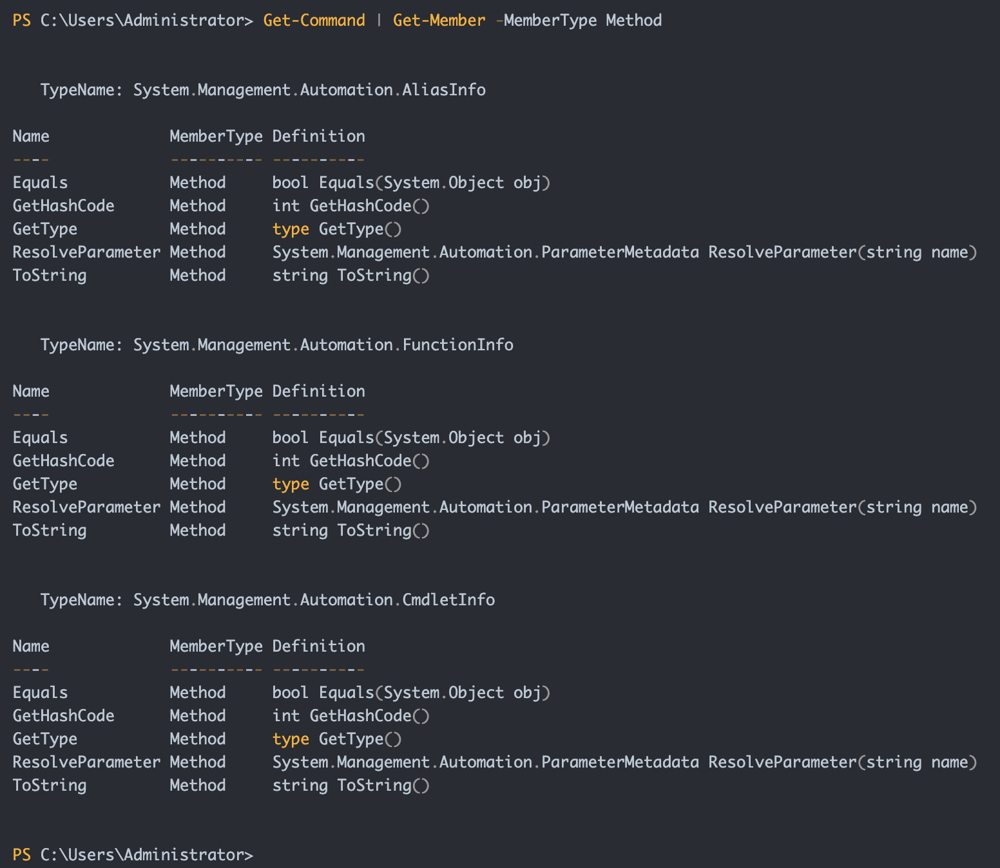 PS C:\Users\Administrator> Get-Command | Get-Member -MemberType Method
TypeName: System.Management.Automation.AliasInfo
Name             MemberType Definition
----             ---------- ----------
Equals           Method     bool Equals(System.Object obj)
GetHashCode      Method     int GetHashCode()
GetType          Method     type GetType()
ResolveParameter Method     System.Management.Automation.ParameterMetadata ResolveParameter(string name)
ToString         Method     string ToString()
TypeName: System.Management.Automation.FunctionInfo
Name             MemberType Definition
----             ---------- ----------
Equals           Method     bool Equals(System.Object obj)
GetHashCode      Method     int GetHashCode()
GetType          Method     type GetType()
ResolveParameter Method     System.Management.Automation.ParameterMetadata ResolveParameter(string name)
ToString         Method     string ToString()
TypeName: System.Management.Automation.CmdletInfo
Name             MemberType Definition
----             ---------- ----------
Equals           Method     bool Equals(System.Object obj)
GetHashCode      Method     int GetHashCode()
GetType          Method     type GetType()
ResolveParameter Method     System.Management.Automation.ParameterMetadata ResolveParameter(string name)
ToString         Method     string ToString()
PS C:\Users\Administrator>